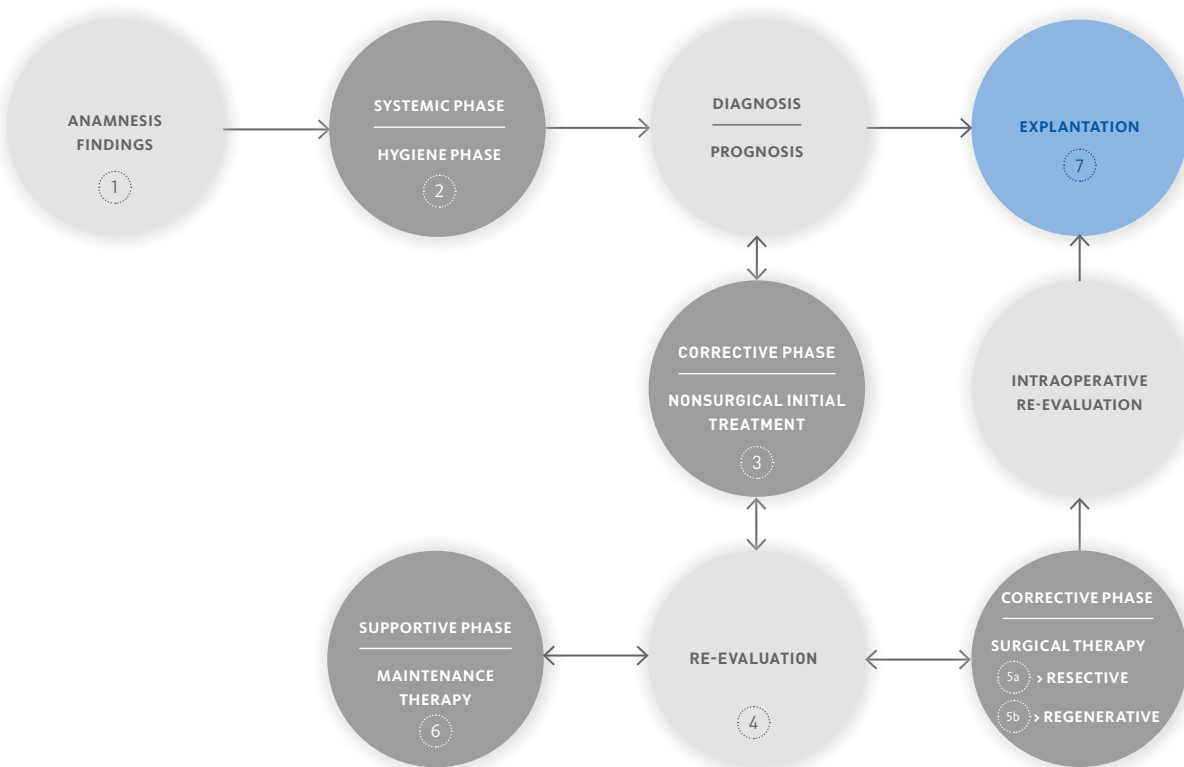 ANAMNESIS
FINDINGS
1
SYSTEMIC PHASE
HYGIENE PHASE
2
DIAGNOSIS
PROGNOSIS
EXPLANTATION
7
CORRECTIVE PHASE
NONSURGICAL INITIAL
TREATMENT
3
INTRAOPERATIVE
RE-EVALUATION
SUPPORTIVE PHASE
MAINTENANCE
THERAPY
6
RE-EVALUATION
4
CORRECTIVE PHASE
SURGICAL THERAPY
5a › RESECTIVE
5b › REGENERATIVE